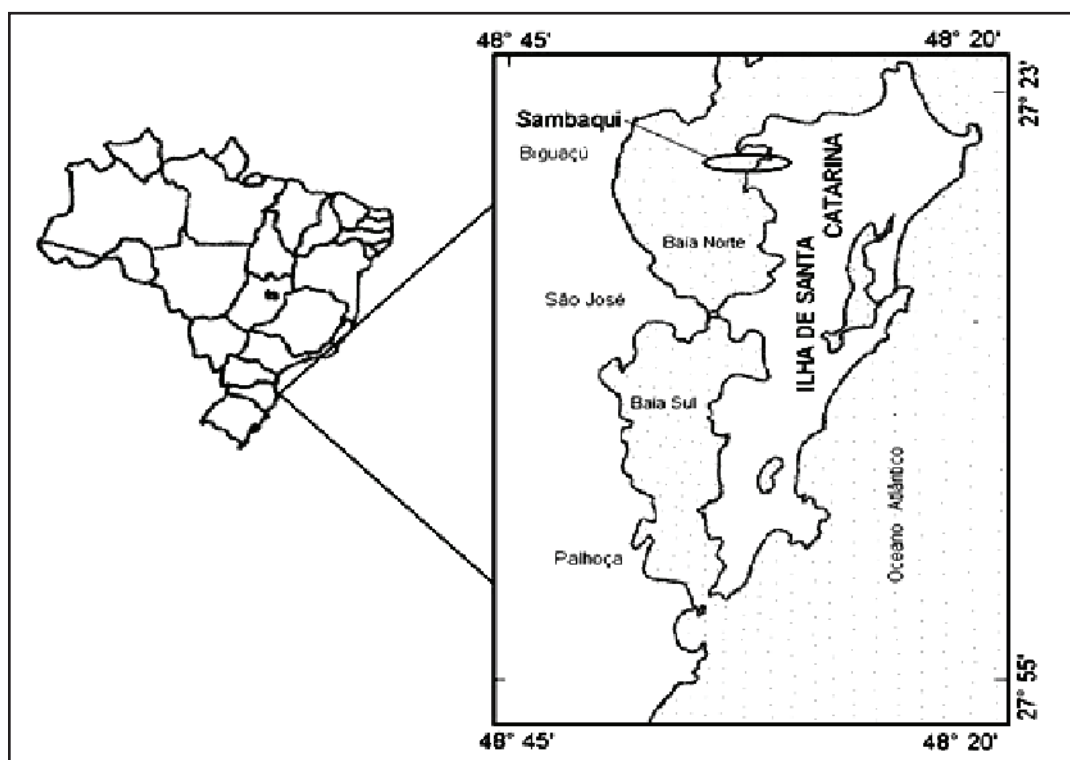 48° 45'
48° 20'
27° 23'
Sambaqui
Biguaçú
CATARINA
ILHA DE SANTA
Baía Norte
São José
Baía Sul
Oceano Atlântico
Palhoça
27° 55'
48° 45'
48° 20'